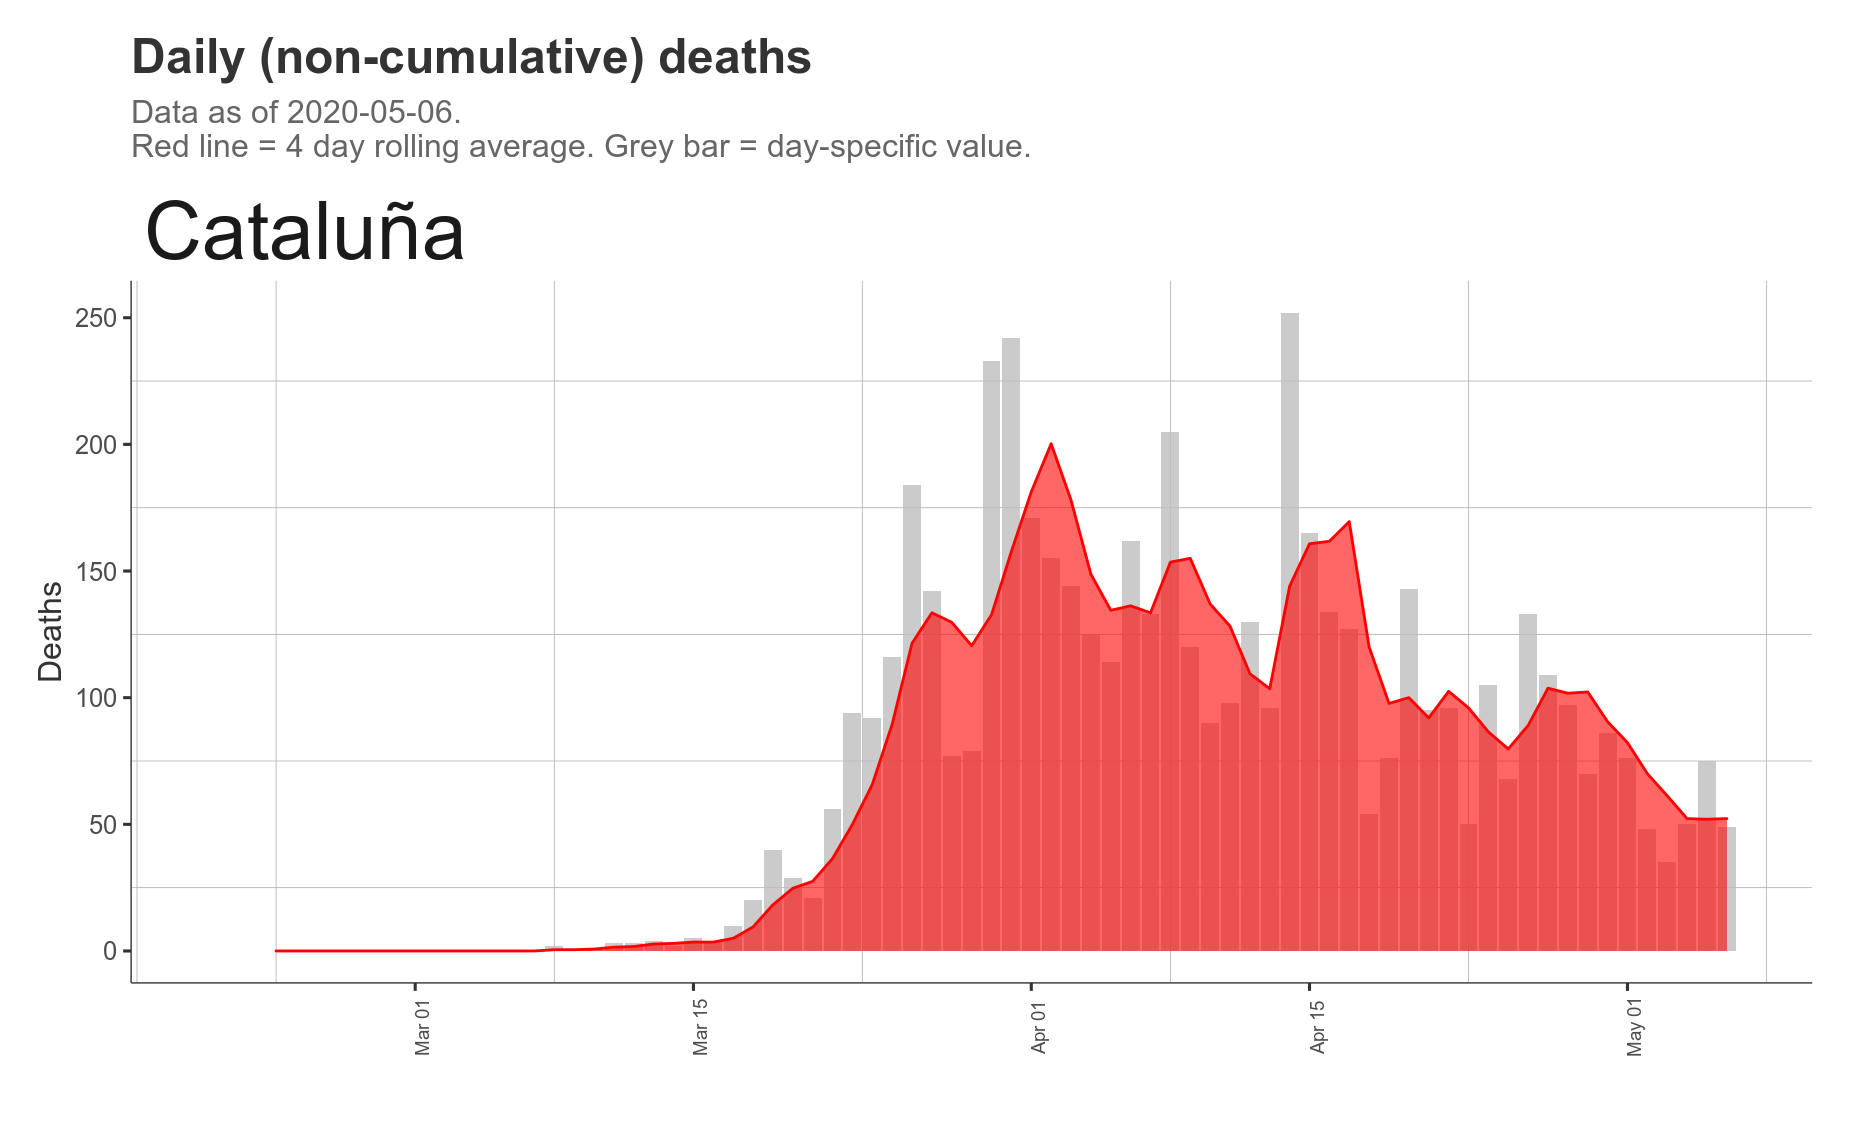 Daily (non-cumulative) deaths
Data as of 2020-05-06.
Red line = 4 day rolling average. Grey bar = day-specific value.
Cataluña
250
200
150
100
50
0
Deaths
Mar 01
Mar 15
Apr 01
Apr 15
May 01